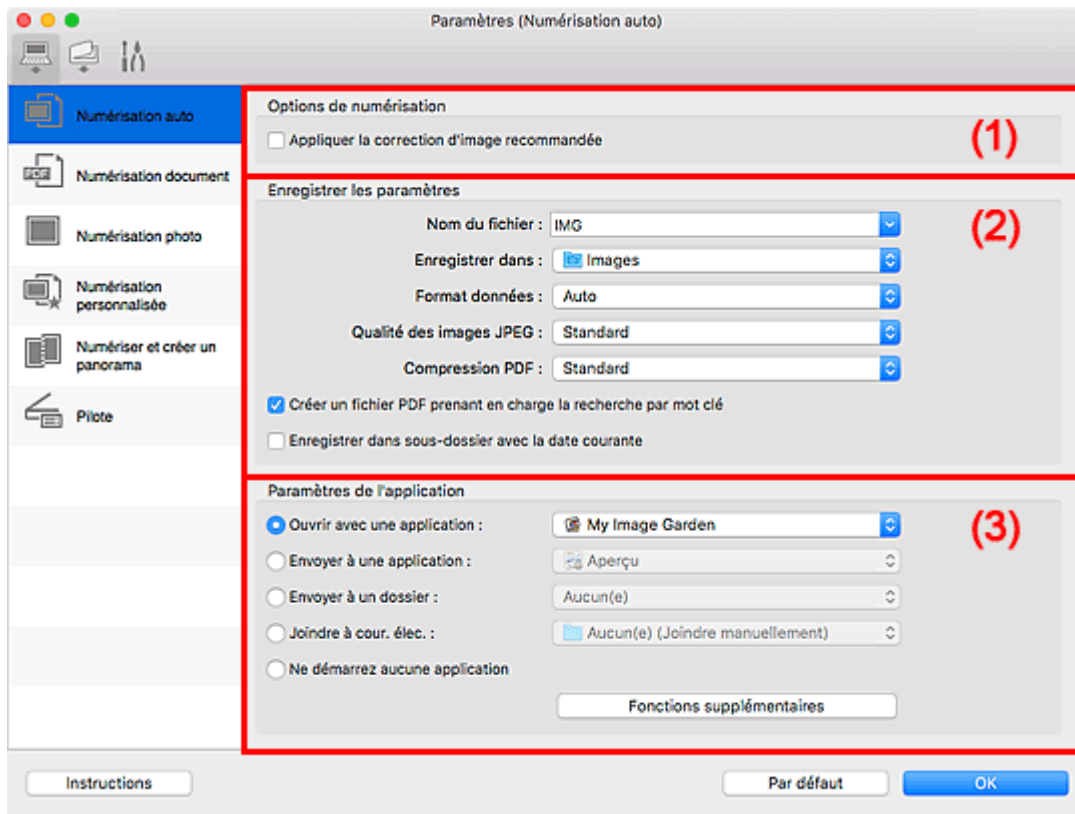 Paramètres (Numérisation auto)
Numérisation auto
Numérisation document
Numérisation photo
Numérisation
personnalisée
Numériser et créer un
panorama
Pilote
Options de numérisation
Appliquer la correction d'image recommandée
(1)
Enregistrer les paramètres
(2)
Nom du fichier : IMG
Enregistrer dans : Images
Format données : Auto
Qualité des images JPEG : Standard
Compression PDF : Standard
Créer un fichier PDF prenant en charge la recherche par mot clé
Enregistrer dans sous-dossier avec la date courante
Paramètres de l'application
(3)
Ouvrir avec une application : My Image Garden
Envoyer à une application : Aperçu
Envoyer à un dossier : Aucun(e)
Joindre à cour. élec. : Aucun(e) (Joindre manuellement)
Ne démarrez aucune application
Fonctions supplémentaires
Instructions
Par défaut
OK
PDF